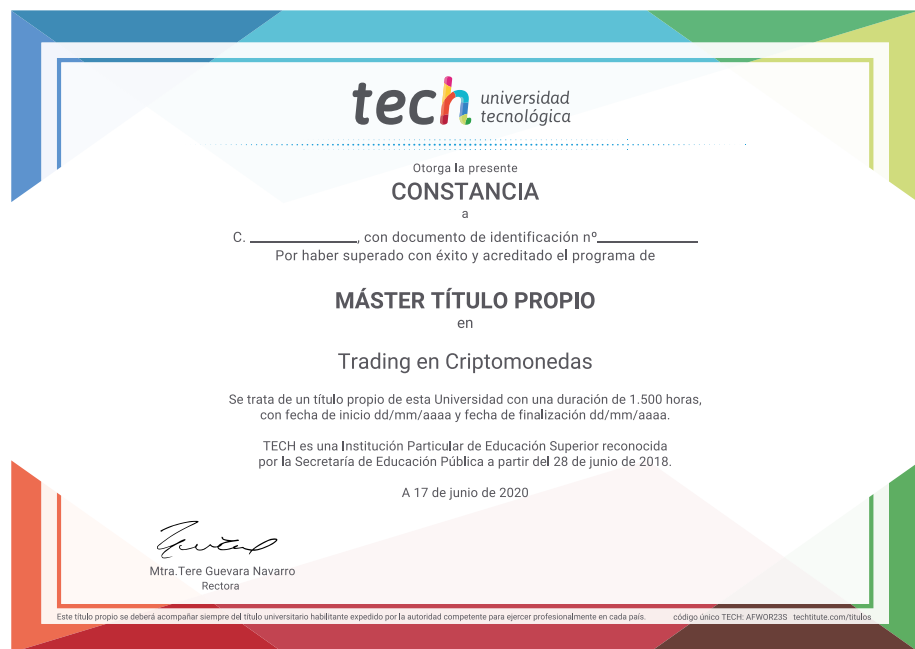 tech universidad
tecnológica
Otorga la presente
CONSTANCIA
a
C. ____________, con documento de identificación nº____________
Por haber superado con éxito y acreditado el programa de
MÁSTER TÍTULO PROPIO
en
Trading en Criptomonedas
Se trata de un título propio de esta Universidad con una duración de 1.500 horas,
con fecha de inicio dd/mm/aaaa y fecha de finalización dd/mm/aaaa.
TECH es una Institución Particular de Educación Superior reconocida
por la Secretaría de Educación Pública a partir del 28 de junio de 2018.
A 17 de junio de 2020
Mtra.Tere Guevara Navarro
Rectora
Este título propio se deberá acompañar siempre del título universitario habilitante expedido por la autoridad competente para ejercer profesionalmente en cada país. código único TECH: AFWOR23S techtitute.com/titulos